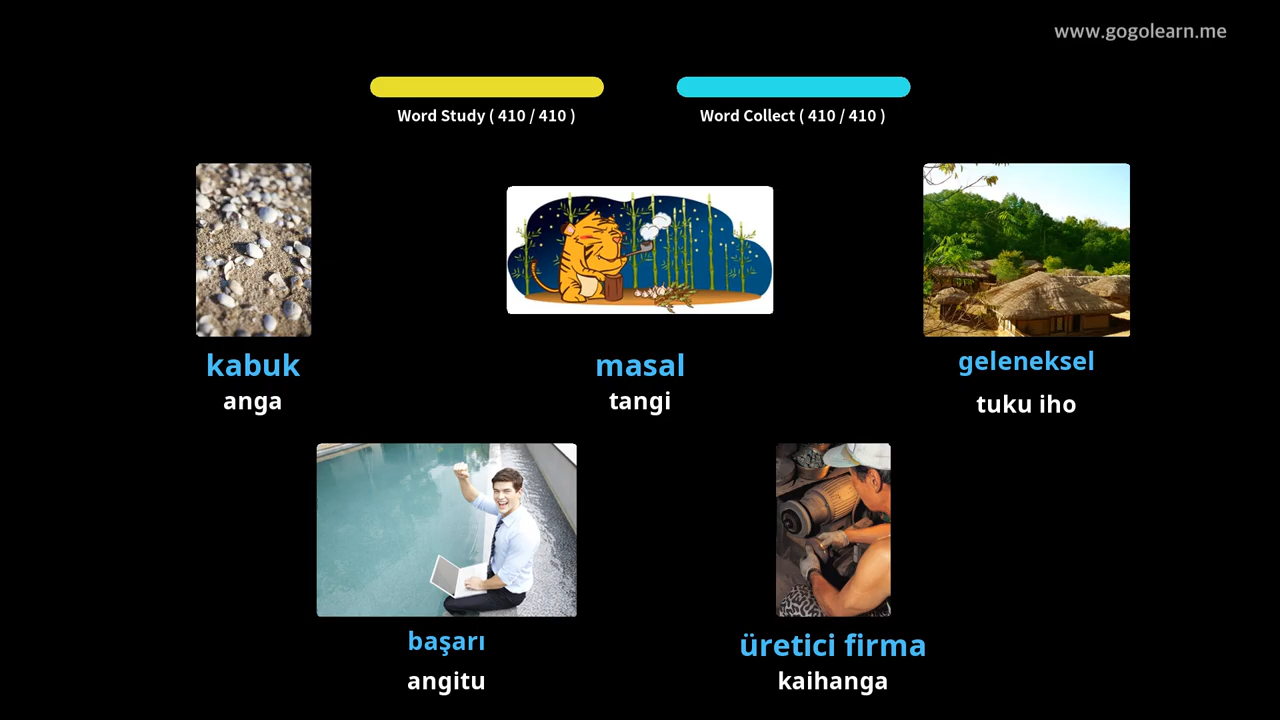 www.gogolearn.me
Word Study ( 410 / 410 )
Word Collect ( 410 / 410 )
kabuk
anga
masal
tangi
geleneksel
tuku iho
başarı
angitu
üretici firma
kaihanga